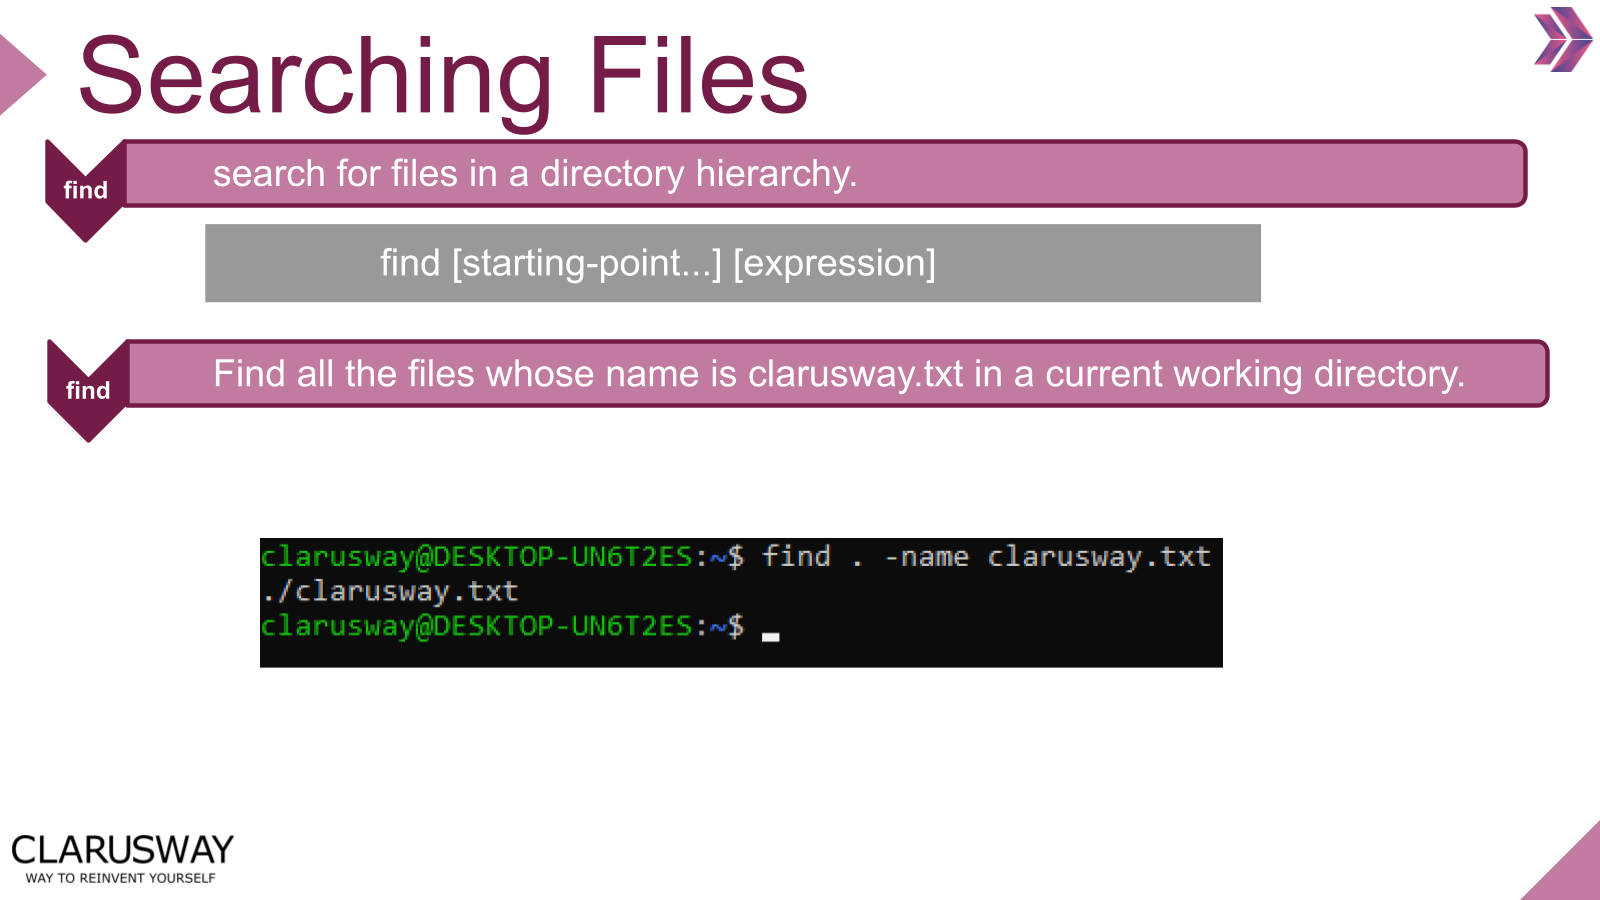 Searching Files
find
search for files in a directory hierarchy.
find [starting-point...] [expression]
find
Find all the files whose name is clarusway.txt in a current working directory.
clarusway@DESKTOP-UN6T2ES:~$ find . -name clarusway.txt
./clarusway.txt
clarusway@DESKTOP-UN6T2ES:~$
CLARUSWAY
WAY TO REINVENT YOURSELF